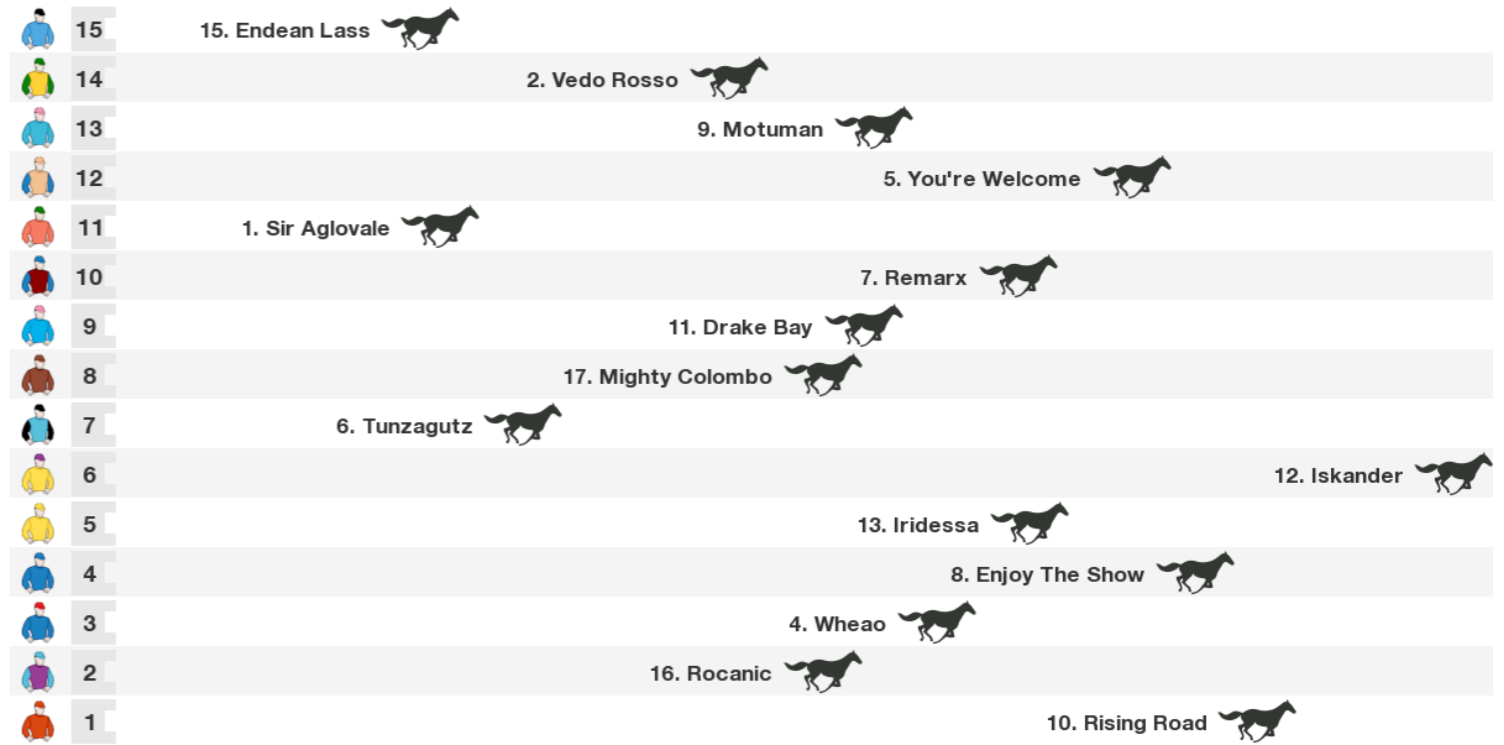 15 15. Endean Lass
14 2. Vedo Rosso
13 9. Motuman
12 5. You're Welcome
11 1. Sir Aglovale
10 7. Remarx
9 11. Drake Bay
8 17. Mighty Colombo
7 6. Tunzagutz
6 12. Iskander
5 13. Iridessa
4 8. Enjoy The Show
3 4. Wheao
2 16. Rocanic
1 10. Rising Road